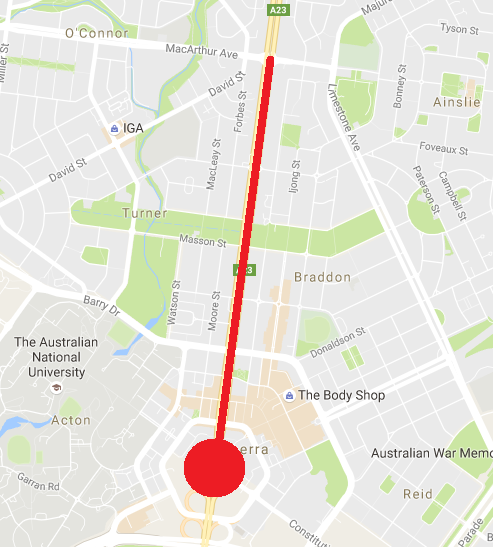 A23
Majura
O'Connor
Tyson St
MacArthur Ave
Miller St
David St
Forbes St
Bonney St
Limestone Ave
Ainslie
IGA
MacLeay St
Foveaux St
Ijong St
David St
Paterson St
Campbell St
Turner
Masson St
A23
Braddon
Watson St
Moore St
Barry Dr
Donaldson St
The Australian
National
University
The Body Shop
Acton
erra
Australian War Memo
Garran Rd
Reid
Constitu
Parade